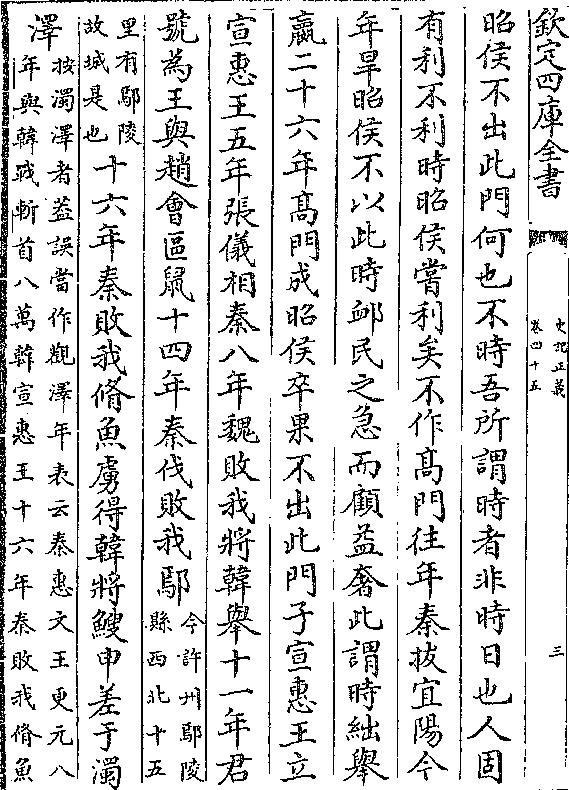 欽定四庫全書
史記正義
卷四十五
三
昭侯不出此門何也不時吾所謂時者非時日也人固
有利不利時昭侯嘗利矣不作髙門往年秦拔宜陽今
年旱昭侯不以此時䘏民之急而顧益奢此謂時絀舉
嬴二十六年髙門成昭侯卒果不出此門子宣惠王立
宣惠王五年張儀相秦八年魏敗我將韓舉十一年君
號為王與趙會區鼠十四年秦伐敗我鄢
今許州鄢陵
縣西北十五
里有鄢陵
故城是也
十六年秦敗我脩魚虜得韓將䱸申差于濁
澤
按濁澤者葢誤當作觀澤年表云秦惠文王更元八
年與韓戰斬首八萬韓宣惠王十六年秦敗我脩魚